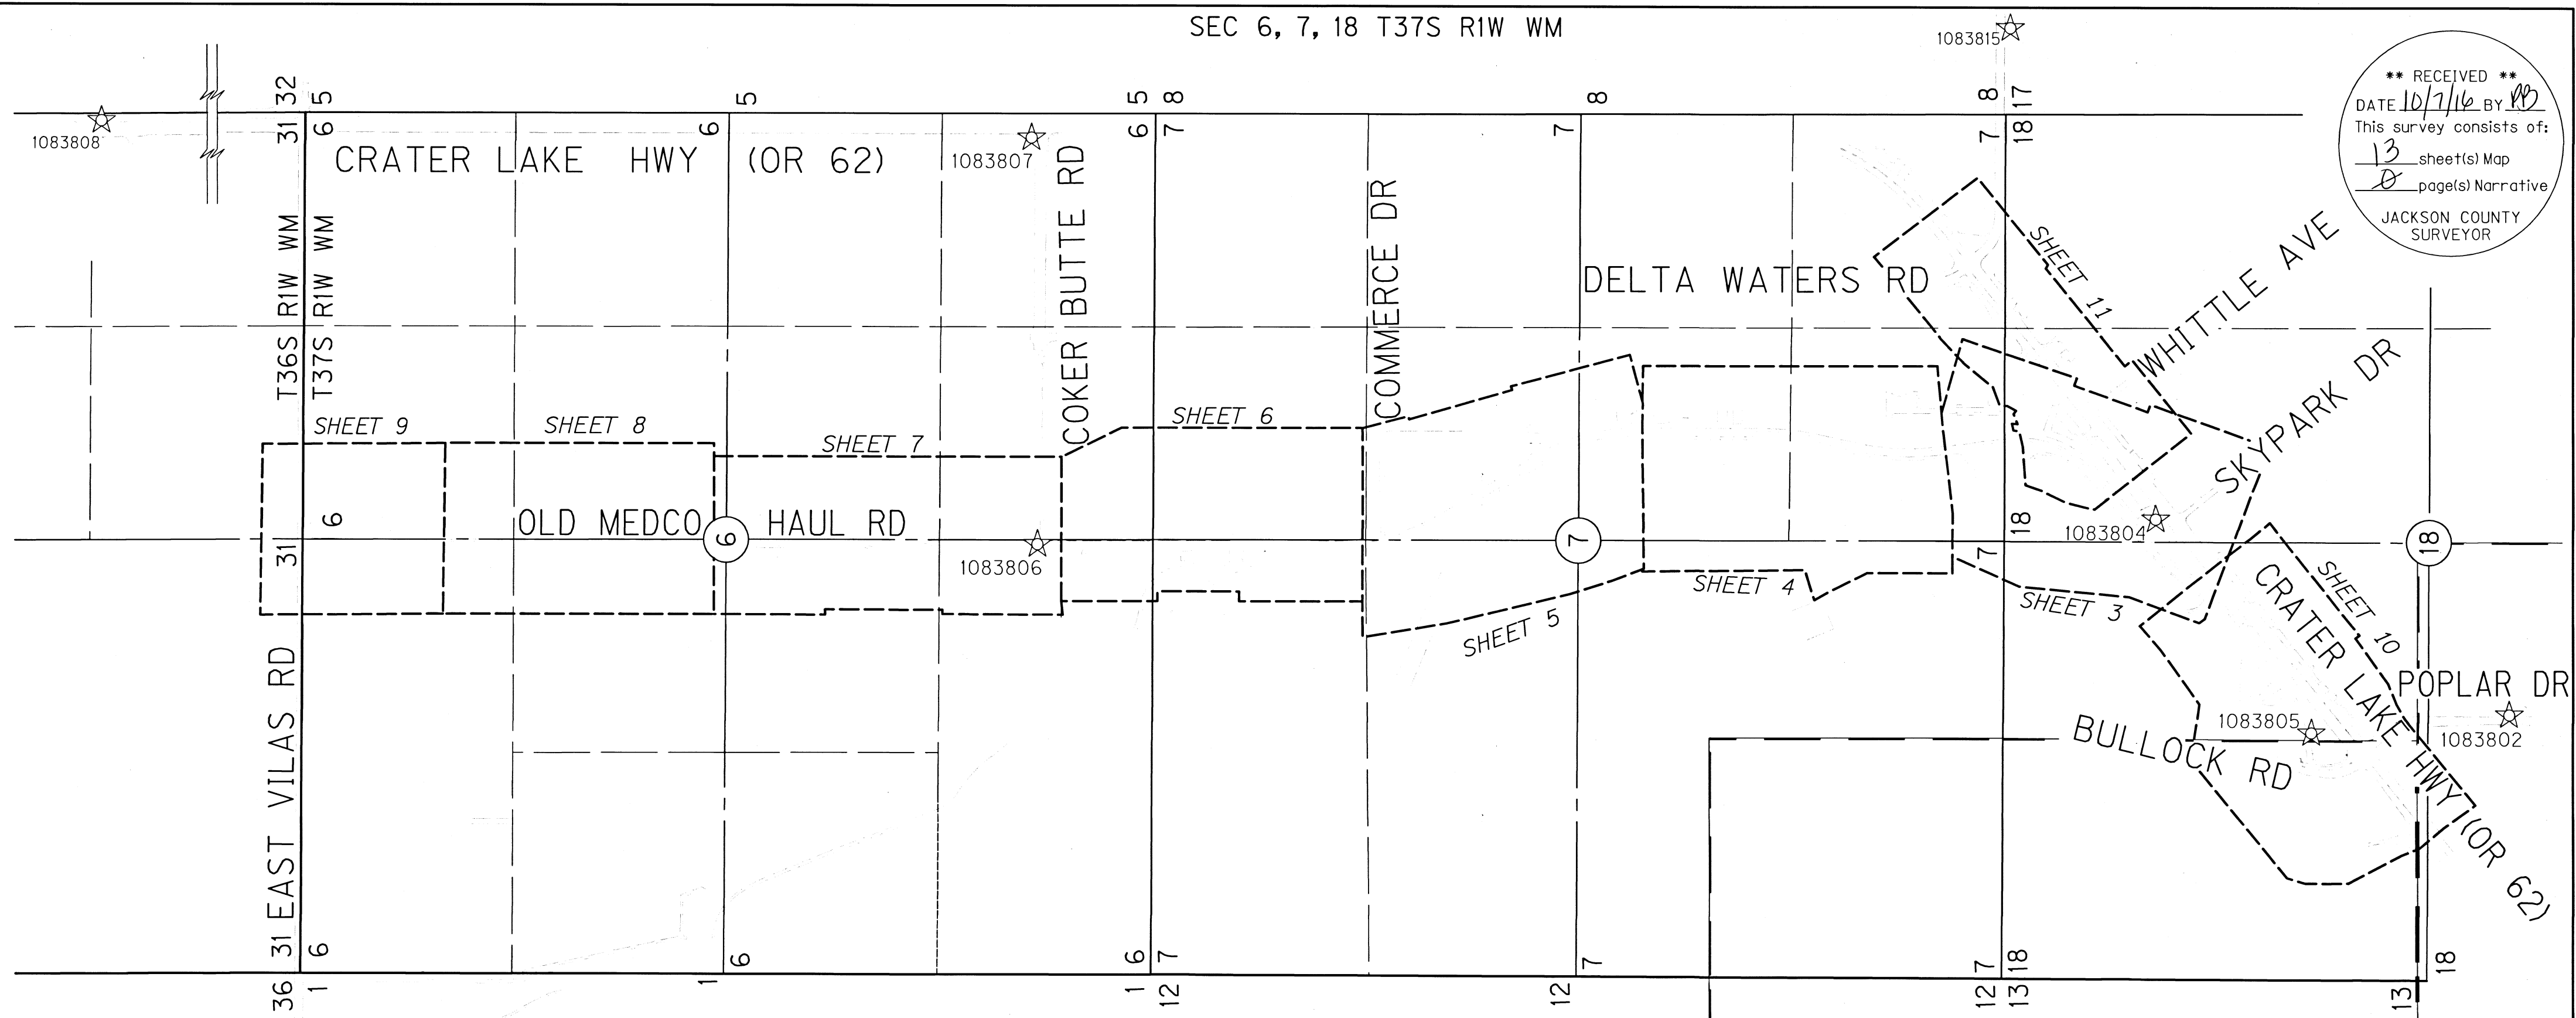 SEC 6, 7, 18 T37S R1W WM
1083815
** RECEIVED **
DATE 10/7/16 BY
This survey consists of:
13 sheet(s) Map
0 page(s) Narrative
JACKSON COUNTY
SURVEYOR
1083808
31 32
6 5
6 5
6 5
7 8
7 8
7 8
18 17
CRATER LAKE HWY (OR 62)
1083807
COKER BUTTE RD
COMMERCE DR
DELTA WATERS RD
SHEET 11
WHITTLE AVE
SKYPARK DR
T36S R1W WM
T37S R1W WM
SHEET 9
SHEET 8
SHEET 7
SHEET 6
31
6
OLD MEDCO HAUL RD
6
1083806
7
7
18
1083804
18
SHEET 5
SHEET 4
SHEET 3
SHEET 10
CRATER LAKE HWY (OR 62)
POPLAR DR
1083805
1083802
BULLOCK RD
EAST VILAS RD
36 31
1 6
1 6
1 6
12 7
12 7
12 7
13 18
13 18